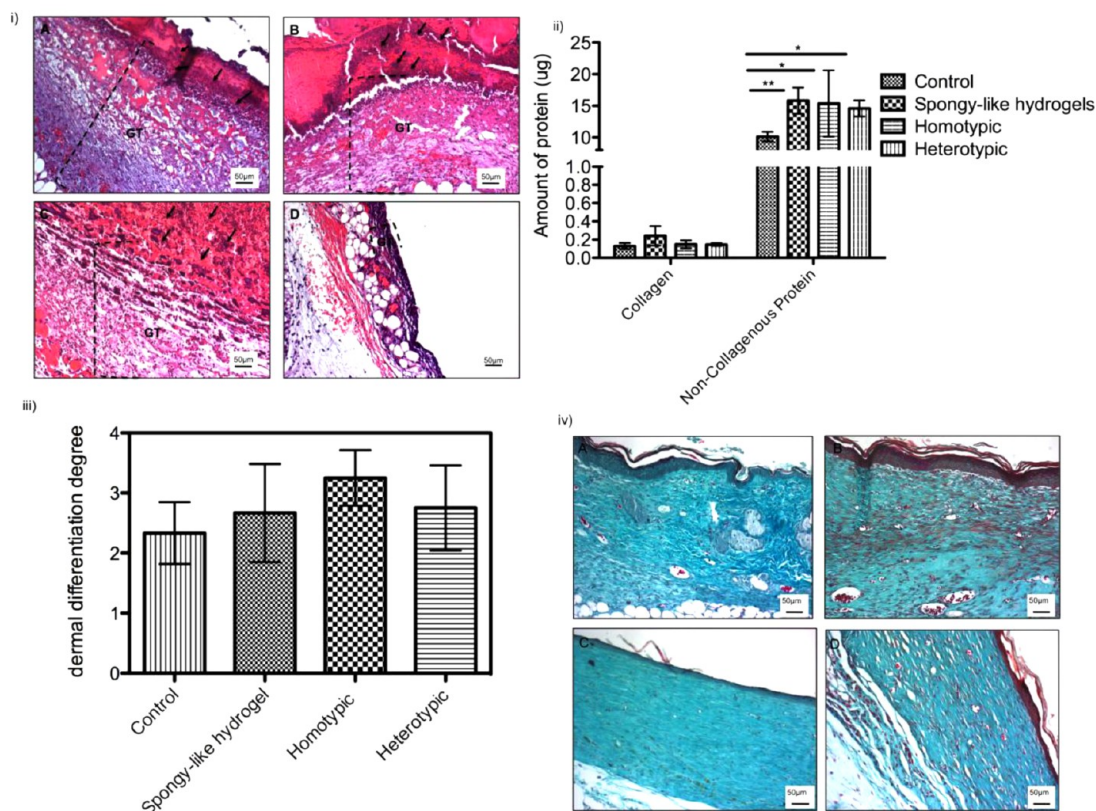 i)
A
GT
50µm
B
GT
50µm
C
GT
50µm
D
50µm
ii)
Amount of protein (ug)
25
20
15
10
1.0
0.8
0.6
0.4
0.2
0.0
*
*
**
Collagen
Non-Collagenous Protein
Control
Spongy-like hydrogels
Homotypic
Heterotypic
iii)
dermal differentiation degree
4
3
2
1
0
Control
Spongy-like hydrogel
Homotypic
Heterotypic
iv)
A
50µm
B
50µm
C
50µm
D
50µm